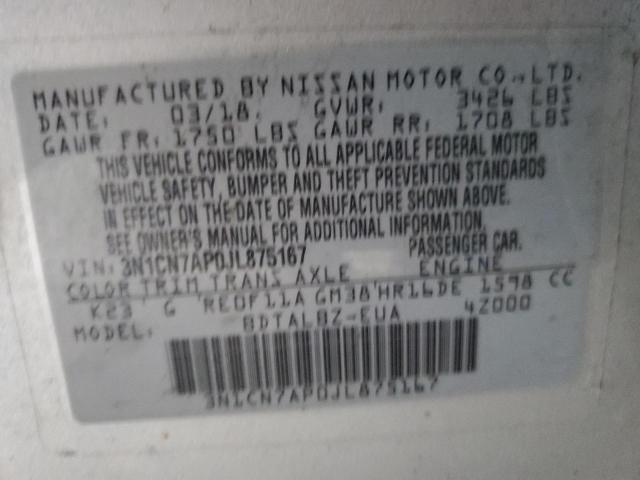 MANUFACTURED BY NISSAN MOTOR CO.,LTD.
DATE: 03/18. GVWR: 3426 LBS
GAWR FR: 1750 LBS GAWR RR: 1708 LBS
THIS VEHICLE CONFORMS TO ALL APPLICABLE FEDERAL MOTOR
VEHICLE SAFETY, BUMPER AND THEFT PREVENTION STANDARDS
IN EFFECT ON THE DATE OF MANUFACTURE SHOWN ABOVE.
SEE OWNER'S MANUAL FOR ADDITIONAL INFORMATION.
VIN: 3N1CN7AP0JL875167 PASSENGER CAR.
COLOR TRIM TRANS AXLE ENGINE
K23 G RE0F11A GM38 HR16DE 1598 CC
MODEL: BDTALBZ-EUA 4Z000
3N1CN7AP0JL875167